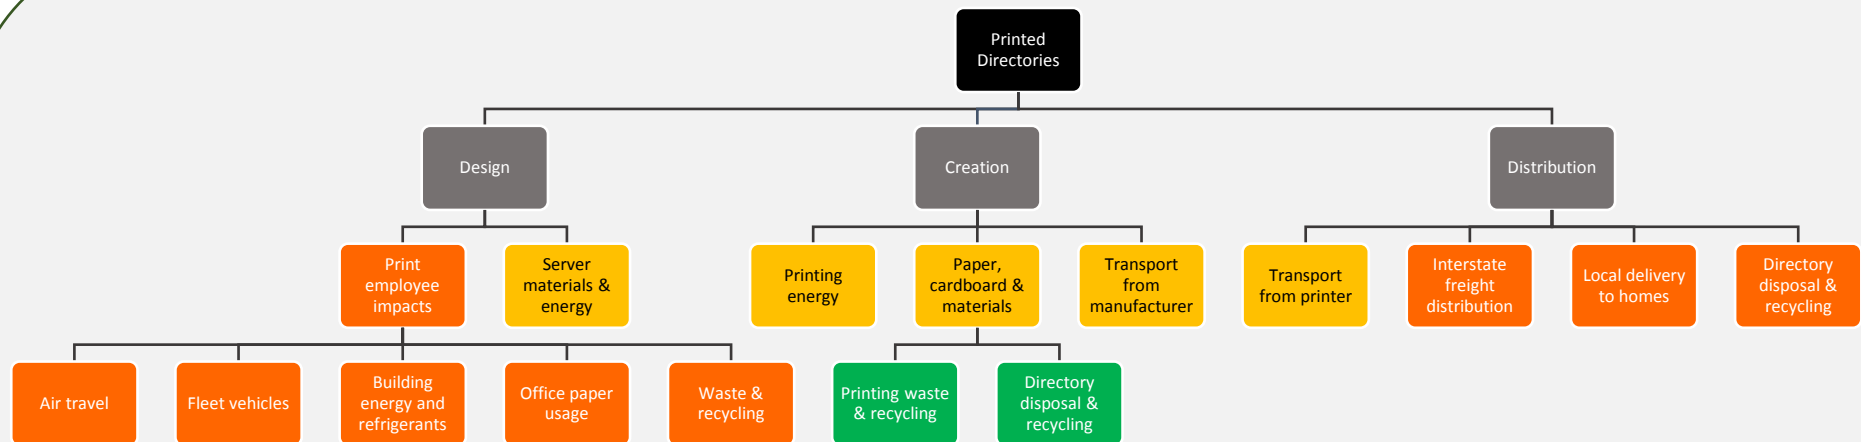 Printed
Directories
Design
Creation
Distribution
Print
employee
impacts
Server
materials &
energy
Printing
energy
Paper,
cardboard &
materials
Transport
from
manufacturer
Transport
from printer
Interstate
freight
distribution
Local delivery
to homes
Directory
disposal &
recycling
Air travel
Fleet vehicles
Building
energy and
refrigerants
Office paper
usage
Waste &
recycling
Printing waste
& recycling
Directory
disposal &
recycling